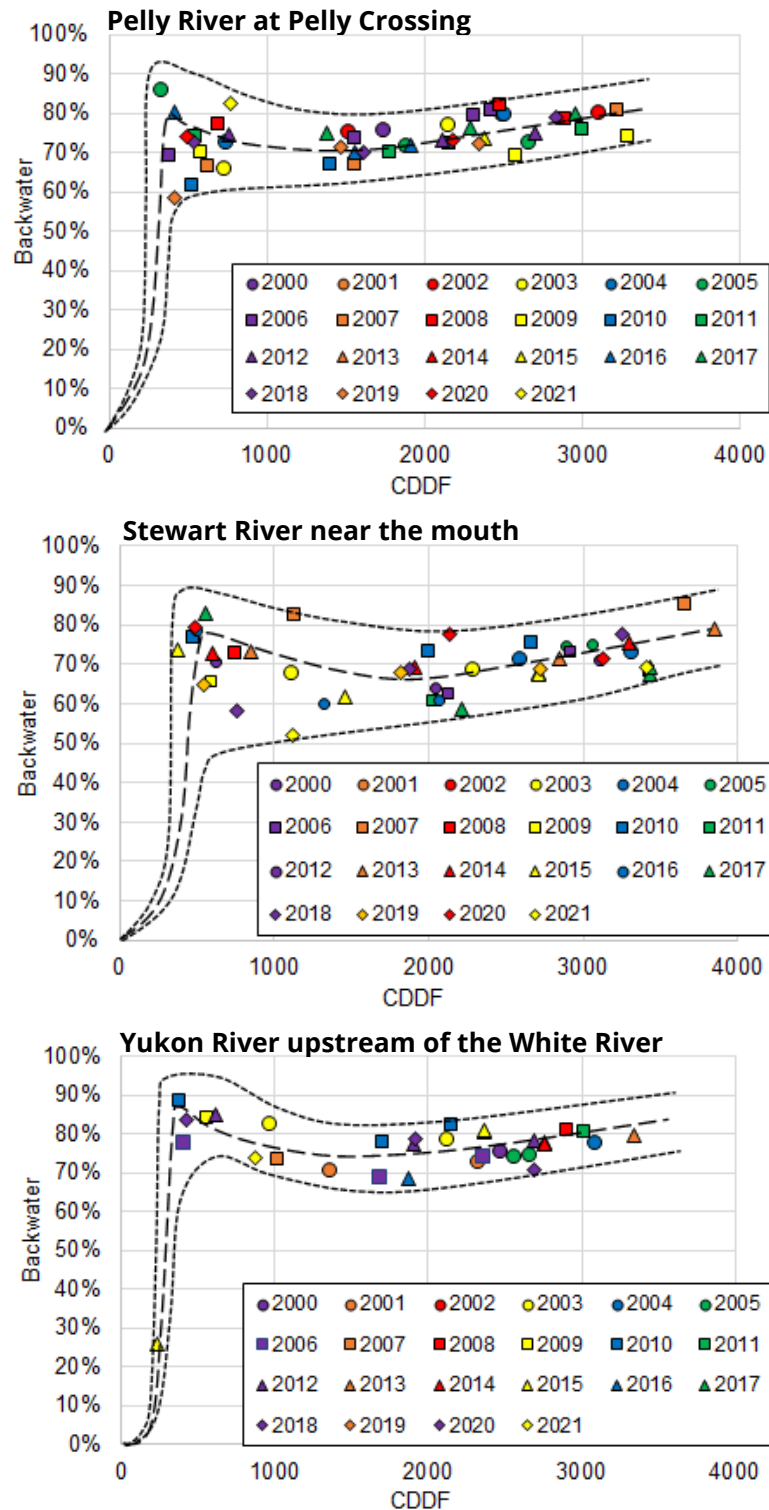 Pelly River at Pelly Crossing
100%
90%
80%
70%
60%
50%
40%
30%
20%
10%
0%
Backwater
2000 2001 2002 2003 2004 2005
2006 2007 2008 2009 2010 2011
2012 2013 2014 2015 2016 2017
2018 2019 2020 2021
0 1000 2000 3000 4000
CDDF
Stewart River near the mouth
100%
90%
80%
70%
60%
50%
40%
30%
20%
10%
0%
Backwater
2000 2001 2002 2003 2004 2005
2006 2007 2008 2009 2010 2011
2012 2013 2014 2015 2016 2017
2018 2019 2020 2021
0 1000 2000 3000 4000
CDDF
Yukon River upstream of the White River
100%
90%
80%
70%
60%
50%
40%
30%
20%
10%
0%
Backwater
2000 2001 2002 2003 2004 2005
2006 2007 2008 2009 2010 2011
2012 2013 2014 2015 2016 2017
2018 2019 2020 2021
0 1000 2000 3000 4000
CDDF